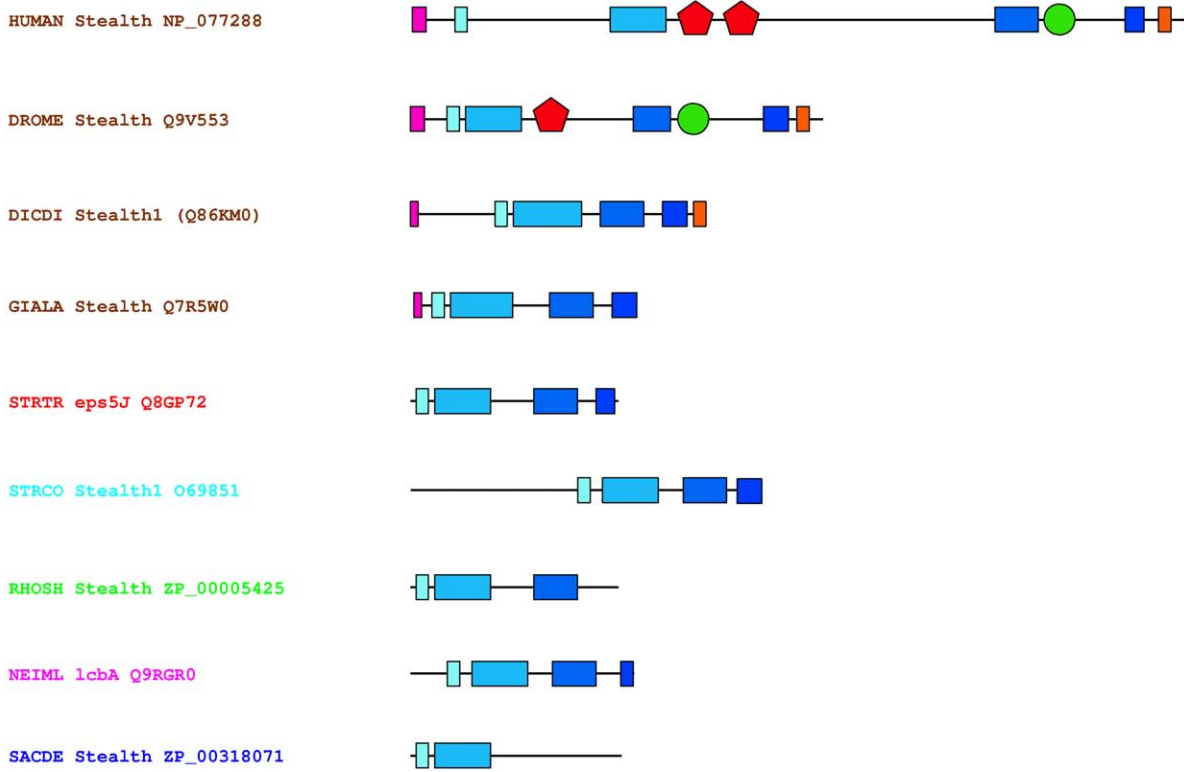 HUMAN Stealth NP_077288
DROME Stealth Q9V553
DICDI Stealth1 (Q86KM0)
GIALA Stealth Q7R5W0
STRTR eps5J Q8GP72
STRCO Stealth1 O69851
RHOSH Stealth ZP_00005425
NEIML lcbA Q9RGR0
SACDE Stealth ZP_00318071